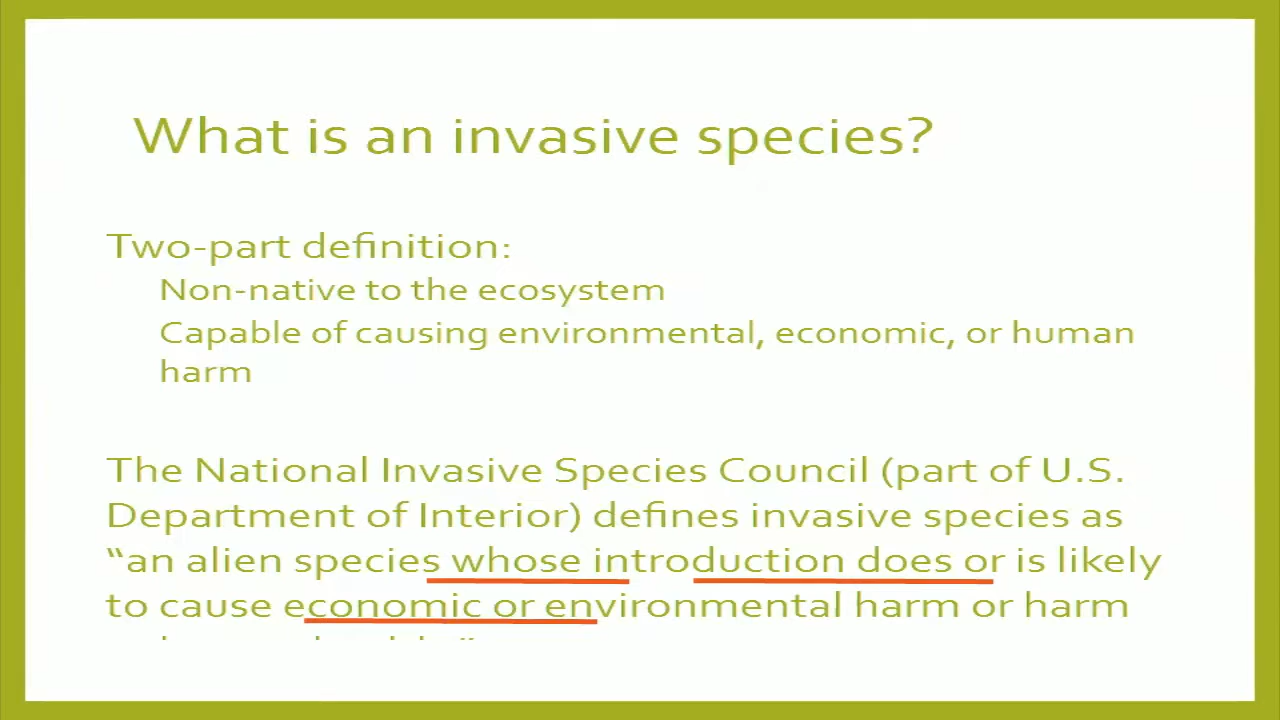 What is an invasive species?
Two-part definition:
Non-native to the ecosystem
Capable of causing environmental, economic, or human
harm
The National Invasive Species Council (part of U.S.
Department of Interior) defines invasive species as
“an alien species whose introduction does or is likely
to cause economic or environmental harm or harm